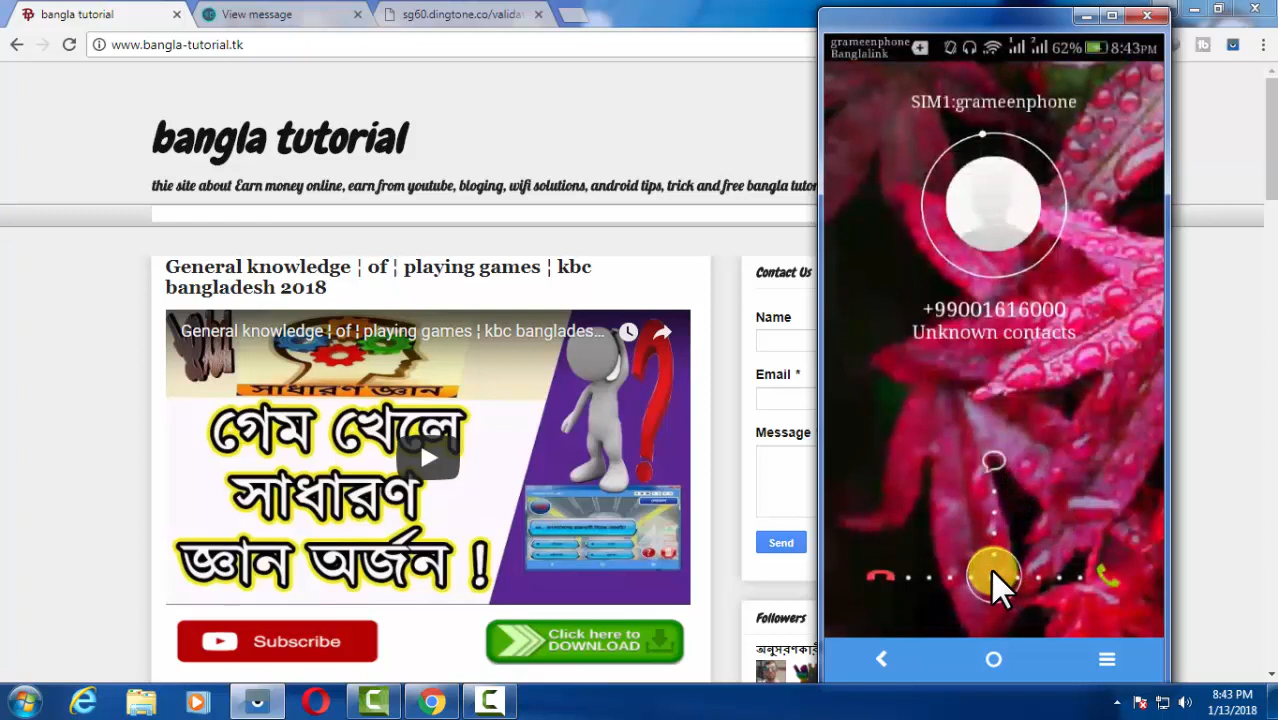 bangla tutorial
View message
sg60.dingtone.co/valida
www.bangla-tutorial.tk
bangla tutorial
thie site about Earn money online, earn from youtube, bloging, wifi solutions, android tips, trick and free bangla tutor
General knowledge ¦ of ¦ playing games ¦ kbc
bangladesh 2018
General knowledge ¦ of ¦ playing games ¦ kbc banglades...
সাধারণ জ্ঞান
গেম খেলে
সাধারণ
জ্ঞান অর্জন !
Subscribe
Click here to
DOWNLOAD
Contact Us
Name
Email *
Message
Send
Followers
অনুসরণকারী
grameenphone
Banglalink
62%
8:43PM
SIM1:grameenphone
+99001616000
Unknown contacts
8:43 PM
1/13/2018